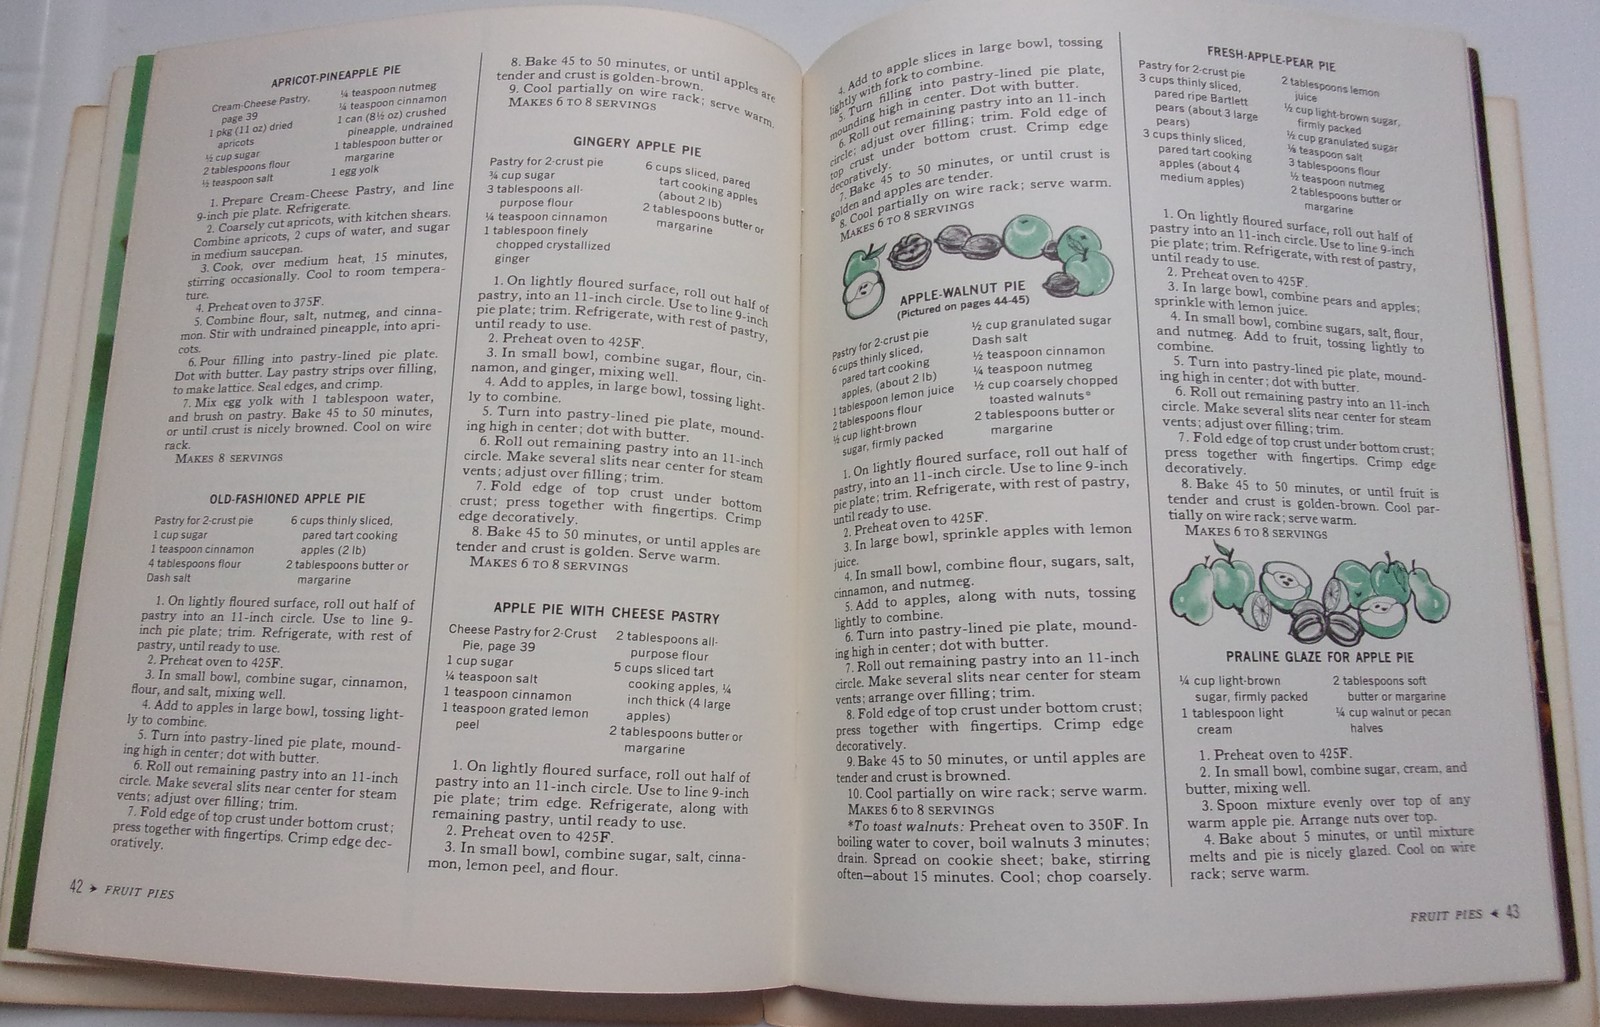 APRICOT-PINEAPPLE PIE
Cream-Cheese Pastry,
page 39
1 pkg (11 oz) dried
apricots
½ cup sugar
2 tablespoons flour
½ teaspoon salt
¼ teaspoon nutmeg
¼ teaspoon cinnamon
1 can (8½ oz) crushed
pineapple, undrained
1 tablespoon butter or
margarine
1 egg yolk
1. Prepare Cream-Cheese Pastry, and line
9-inch pie plate. Refrigerate.
2. Coarsely cut apricots, with kitchen shears.
Combine apricots, 2 cups of water, and sugar
in medium saucepan.
3. Cook, over medium heat, 15 minutes,
stirring occasionally. Cool to room tempera-
ture.
4. Preheat oven to 375F.
5. Combine flour, salt, nutmeg, and cinna-
mon. Stir with undrained pineapple, into apri-
cots.
6. Pour filling into pastry-lined pie plate.
Dot with butter. Lay pastry strips over filling,
to make lattice. Seal edges, and crimp.
7. Mix egg yolk with 1 tablespoon water,
and brush on pastry. Bake 45 to 50 minutes,
or until crust is nicely browned. Cool on wire
rack.
MAKES 8 SERVINGS
OLD-FASHIONED APPLE PIE
Pastry for 2-crust pie
1 cup sugar
1 teaspoon cinnamon
4 tablespoons flour
Dash salt
6 cups thinly sliced,
pared tart cooking
apples (2 lb)
2 tablespoons butter or
margarine
1. On lightly floured surface, roll out half of
pastry into an 11-inch circle. Use to line 9-
inch pie plate; trim. Refrigerate, with rest of
pastry, until ready to use.
2. Preheat oven to 425F.
3. In small bowl, combine sugar, cinnamon,
flour, and salt, mixing well.
4. Add to apples in large bowl, tossing light-
ly to combine.
5. Turn into pastry-lined pie plate, mound-
ing high in center; dot with butter.
6. Roll out remaining pastry into an 11-inch
circle. Make several slits near center for steam
vents; adjust over filling; trim.
7. Fold edge of top crust under bottom crust;
press together with fingertips. Crimp edge dec-
oratively.
42 ➤ FRUIT PIES
8. Bake 45 to 50 minutes, or until apples are
tender and crust is golden-brown.
9. Cool partially on wire rack; serve warm.
MAKES 6 TO 8 SERVINGS
GINGERY APPLE PIE
Pastry for 2-crust pie
¾ cup sugar
3 tablespoons all-
purpose flour
¼ teaspoon cinnamon
1 tablespoon finely
chopped crystallized
ginger
6 cups sliced, pared
tart cooking apples
(about 2 lb)
2 tablespoons butter or
margarine
1. On lightly floured surface, roll out half of
pastry, into an 11-inch circle. Use to line 9-inch
pie plate; trim. Refrigerate, with rest of pastry,
until ready to use.
2. Preheat oven to 425F.
3. In small bowl, combine sugar, flour, cin-
namon, and ginger, mixing well.
4. Add to apples, in large bowl, tossing light-
ly to combine.
5. Turn into pastry-lined pie plate, mound-
ing high in center; dot with butter.
6. Roll out remaining pastry into an 11-inch
circle. Make several slits near center for steam
vents; adjust over filling; trim.
7. Fold edge of top crust under bottom
crust; press together with fingertips. Crimp
edge decoratively.
8. Bake 45 to 50 minutes, or until apples are
tender and crust is golden. Serve warm.
MAKES 6 TO 8 SERVINGS
APPLE PIE WITH CHEESE PASTRY
Cheese Pastry for 2-Crust
Pie, page 39
1 cup sugar
¼ teaspoon salt
1 teaspoon cinnamon
1 teaspoon grated lemon
peel
2 tablespoons all-
purpose flour
5 cups sliced tart
cooking apples, ¼
inch thick (4 large
apples)
2 tablespoons butter or
margarine
1. On lightly floured surface, roll out half of
pastry into an 11-inch circle. Use to line 9-inch
pie plate; trim edge. Refrigerate, along with
remaining pastry, until ready to use.
2. Preheat oven to 425F.
3. In small bowl, combine sugar, salt, cinna-
mon, lemon peel, and flour.
4. Add to apple slices in large bowl, tossing
lightly with fork to combine.
5. Turn filling into pastry-lined pie plate,
mounding high in center. Dot with butter.
6. Roll out remaining pastry into an 11-inch
circle; adjust over filling; trim. Fold edge of
top crust under bottom crust. Crimp edge
decoratively.
7. Bake 45 to 50 minutes, or until crust is
golden and apples are tender.
8. Cool partially on wire rack; serve warm.
MAKES 6 TO 8 SERVINGS
APPLE-WALNUT PIE
(Pictured on pages 44-45)
Pastry for 2-crust pie
6 cups thinly sliced,
pared tart cooking
apples, (about 2 lb)
1 tablespoon lemon juice
2 tablespoons flour
½ cup light-brown
sugar, firmly packed
½ cup granulated sugar
Dash salt
½ teaspoon cinnamon
¼ teaspoon nutmeg
½ cup coarsely chopped
toasted walnuts*
2 tablespoons butter or
margarine
1. On lightly floured surface, roll out half of
pastry, into an 11-inch circle. Use to line 9-inch
pie plate; trim. Refrigerate, with rest of pastry,
until ready to use.
2. Preheat oven to 425F.
3. In large bowl, sprinkle apples with lemon
juice.
4. In small bowl, combine flour, sugars, salt,
cinnamon, and nutmeg.
5. Add to apples, along with nuts, tossing
lightly to combine.
6. Turn into pastry-lined pie plate, mound-
ing high in center; dot with butter.
7. Roll out remaining pastry into an 11-inch
circle. Make several slits near center for steam
vents; arrange over filling; trim.
8. Fold edge of top crust under bottom crust;
press together with fingertips. Crimp edge
decoratively.
9. Bake 45 to 50 minutes, or until apples are
tender and crust is browned.
10. Cool partially on wire rack; serve warm.
MAKES 6 TO 8 SERVINGS
*To toast walnuts: Preheat oven to 350F. In
boiling water to cover, boil walnuts 3 minutes;
drain. Spread on cookie sheet; bake, stirring
often—about 15 minutes. Cool; chop coarsely.
FRESH-APPLE-PEAR PIE
Pastry for 2-crust pie
3 cups thinly sliced,
pared ripe Bartlett
pears (about 3 large
pears)
3 cups thinly sliced,
pared tart cooking
apples (about 4
medium apples)
2 tablespoons lemon
juice
½ cup light-brown sugar,
firmly packed
½ cup granulated sugar
⅛ teaspoon salt
3 tablespoons flour
½ teaspoon nutmeg
2 tablespoons butter or
margarine
1. On lightly floured surface, roll out half of
pastry into an 11-inch circle. Use to line 9-inch
pie plate; trim. Refrigerate, with rest of pastry,
until ready to use.
2. Preheat oven to 425F.
3. In large bowl, combine pears and apples;
sprinkle with lemon juice.
4. In small bowl, combine sugars, salt, flour,
and nutmeg. Add to fruit, tossing lightly to
combine.
5. Turn into pastry-lined pie plate, mound-
ing high in center; dot with butter.
6. Roll out remaining pastry into an 11-inch
circle. Make several slits near center for steam
vents; adjust over filling; trim.
7. Fold edge of top crust under bottom crust;
press together with fingertips. Crimp edge
decoratively.
8. Bake 45 to 50 minutes, or until fruit is
tender and crust is golden-brown. Cool par-
tially on wire rack; serve warm.
MAKES 6 TO 8 SERVINGS
PRALINE GLAZE FOR APPLE PIE
¼ cup light-brown
sugar, firmly packed
1 tablespoon light
cream
2 tablespoons soft
butter or margarine
¼ cup walnut or pecan
halves
1. Preheat oven to 425F.
2. In small bowl, combine sugar, cream, and
butter, mixing well.
3. Spoon mixture evenly over top of any
warm apple pie. Arrange nuts over top.
4. Bake about 5 minutes, or until mixture
melts and pie is nicely glazed. Cool on wire
rack; serve warm.
FRUIT PIES ◄ 43